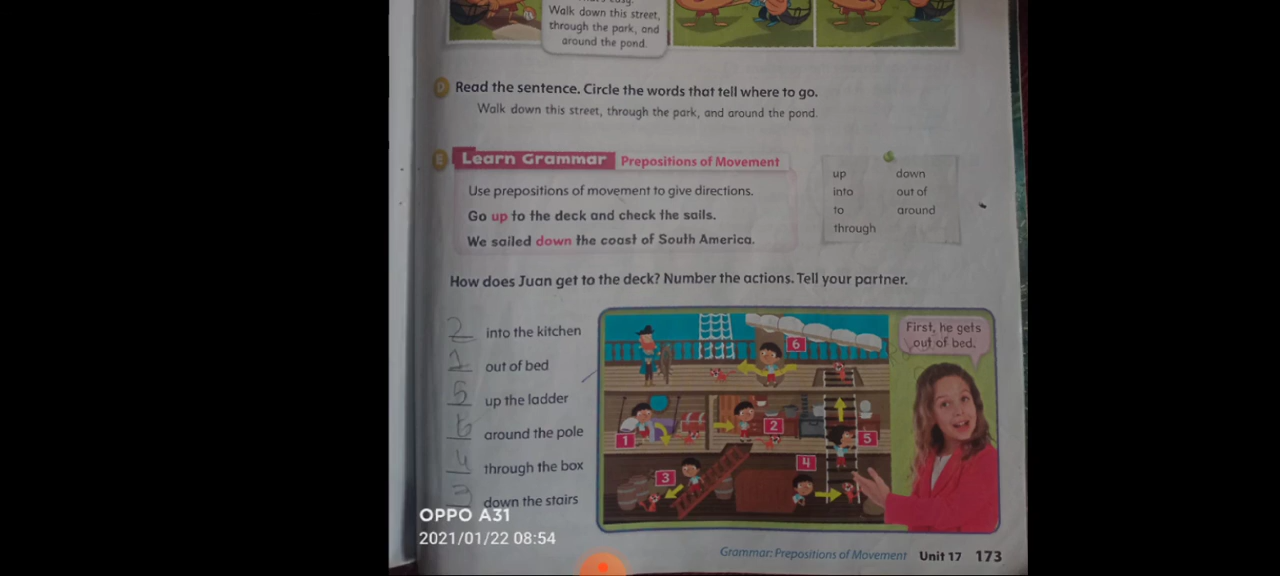 Walk down this street,
through the park, and
around the pond.
D Read the sentence. Circle the words that tell where to go.
Walk down this street, through the park, and around the pond.
E Learn Grammar Prepositions of Movement
Use prepositions of movement to give directions.
Go up to the deck and check the sails.
We sailed down the coast of South America.
up down
into out of
to around
through
How does Juan get to the deck? Number the actions. Tell your partner.
2 into the kitchen
1 out of bed
5 up the ladder
6 around the pole
4 through the box
3 down the stairs
First, he gets
out of bed.
6
1
2
5
3
4
OPPO A31
2021/01/22 08:54
Grammar: Prepositions of Movement Unit 17 173